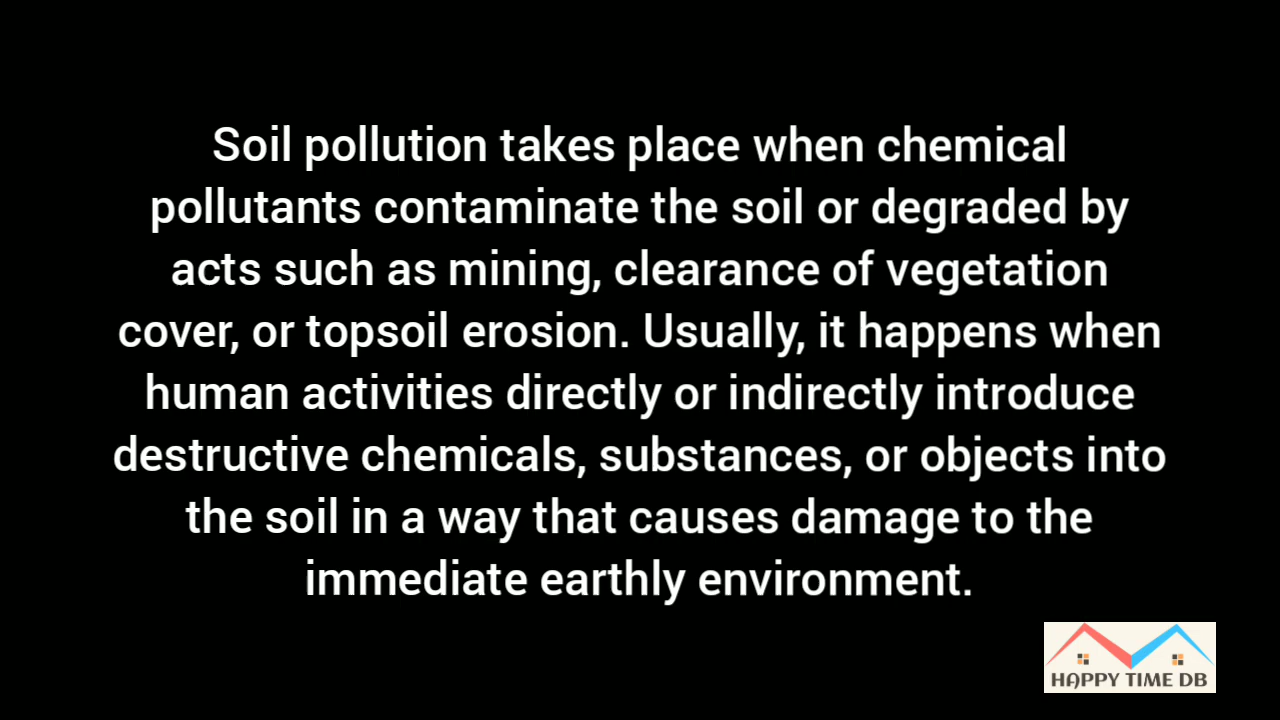 Soil pollution takes place when chemical
pollutants contaminate the soil or degraded by
acts such as mining, clearance of vegetation
cover, or topsoil erosion. Usually, it happens when
human activities directly or indirectly introduce
destructive chemicals, substances, or objects into
the soil in a way that causes damage to the
immediate earthly environment.
HAPPY TIME DB